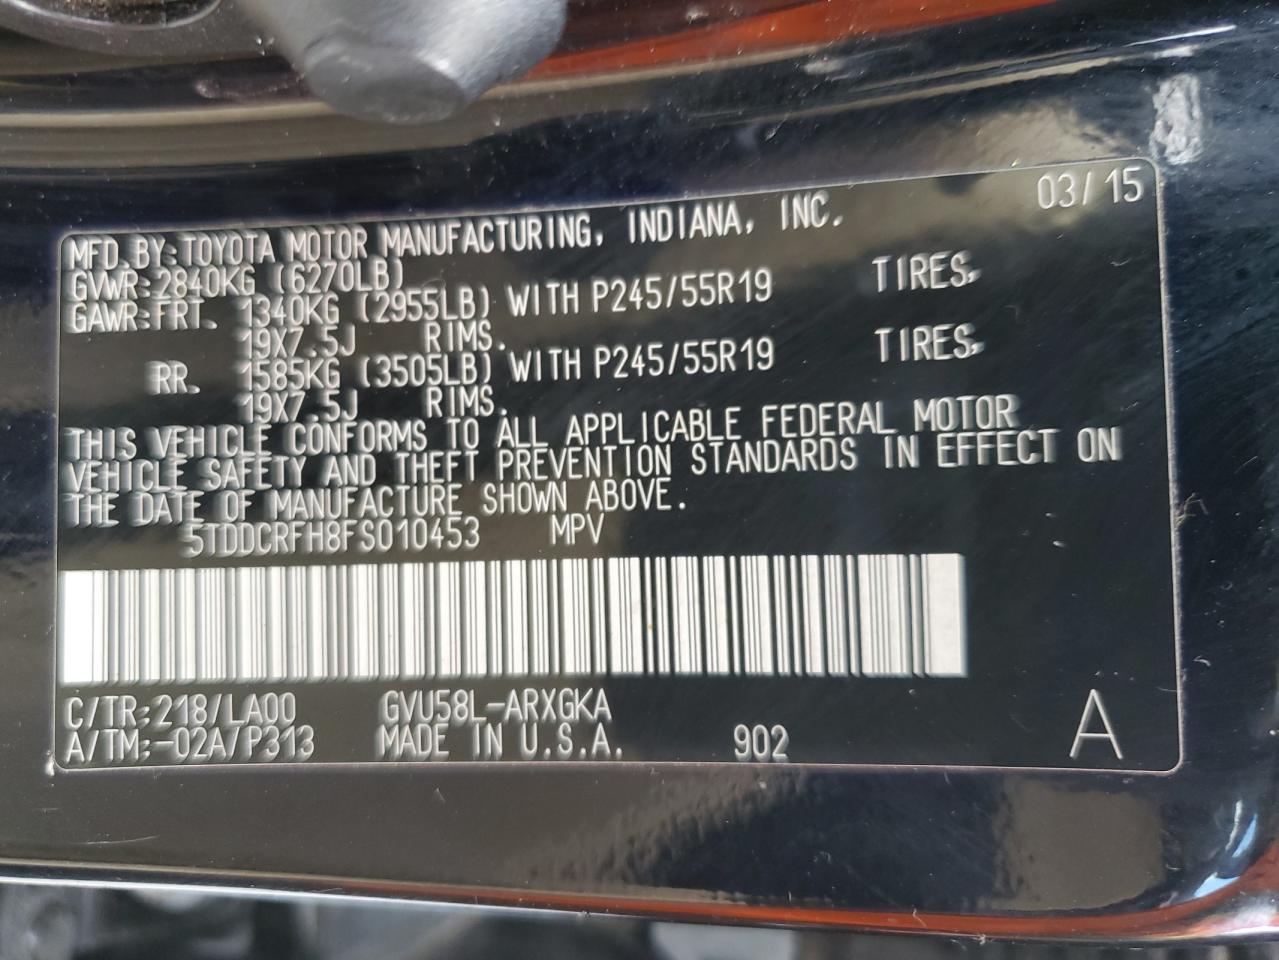 03/15
MFD.BY:TOYOTA MOTOR MANUFACTURING, INDIANA, INC.
GVWR:2840KG (6270LB)
GAWR:FRT. 1340KG (2955LB) WITH P245/55R19 TIRES,
19X7.5J RIMS.
RR. 1585KG (3505LB) WITH P245/55R19 TIRES,
19X7.5J RIMS.
THIS VEHICLE CONFORMS TO ALL APPLICABLE FEDERAL MOTOR
VEHICLE SAFETY AND THEFT PREVENTION STANDARDS IN EFFECT ON
THE DATE OF MANUFACTURE SHOWN ABOVE.
5TDDCRFH8FS010453 MPV
C/TR:218/LA00 GVU58L-ARXGKA
A/TM:-02A/P313 MADE IN U.S.A. 902 A